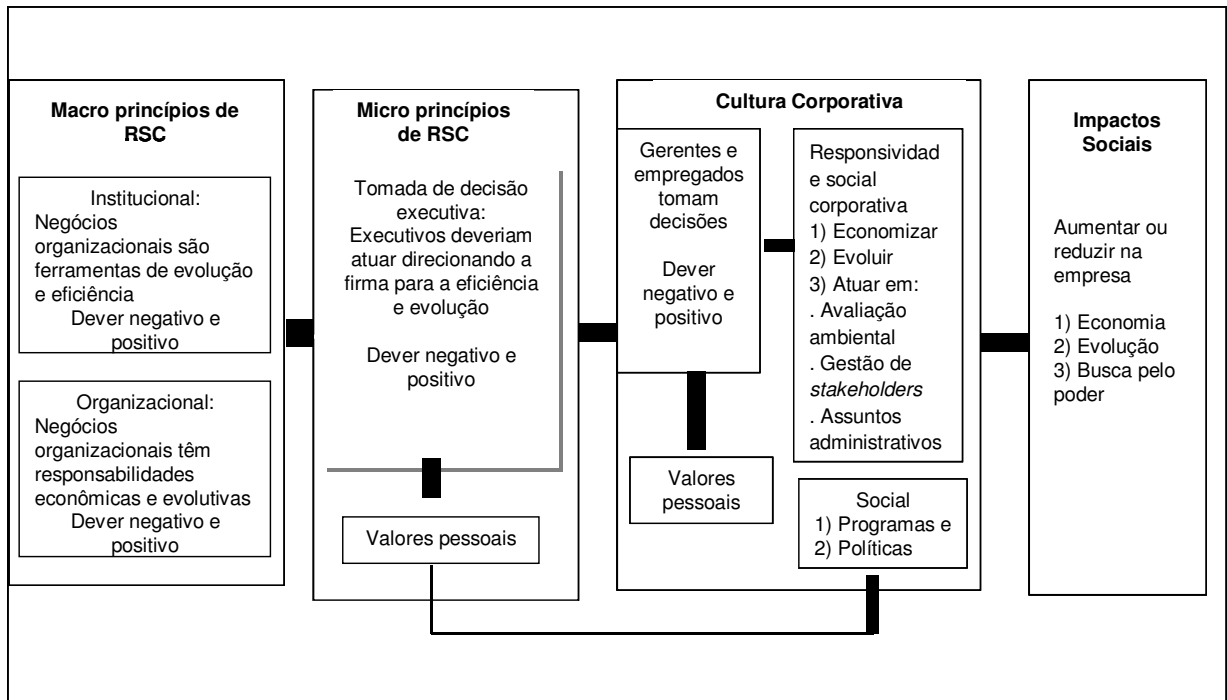 Macro princípios de
RSC
Institucional:
Negócios
organizacionais são
ferramentas de evolução
e eficiência
Dever negativo e
positivo
Organizacional:
Negócios
organizacionais têm
responsabilidades
econômicas e evolutivas
Dever negativo e
positivo
Micro princípios
de RSC
Tomada de decisão
executiva:
Executivos deveriam
atuar direcionando a
firma para a eficiência
e evolução
Dever negativo e
positivo
Valores pessoais
Cultura Corporativa
Gerentes e
empregados
tomam
decisões
Dever
negativo e
positivo
Valores
pessoais
Responsividad
e social
corporativa
1) Economizar
2) Evoluir
3) Atuar em:
. Avaliação
ambiental
. Gestão de
stakeholders
. Assuntos
administrativos
Social
1) Programas e
2) Políticas
Impactos
Sociais
Aumentar ou
reduzir na
empresa
1) Economia
2) Evolução
3) Busca pelo
poder